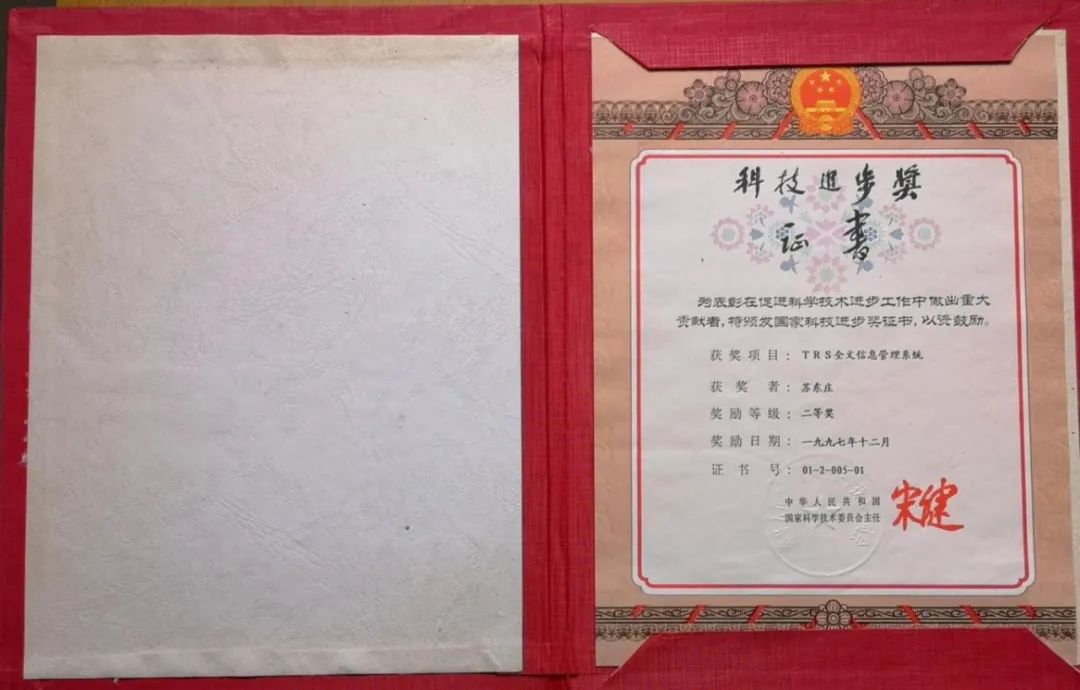 科技进步奬
证書
为表彰在促进科学技术进步工作中做出重大
贡献者，特颁发国家科技进步奖证书，以资鼓励。
获奖项目：TRS全文信息管理系统
获奖者：苏东庄
奖励等级：二等奖
奖励日期：一九九七年十二月
证书号：01-2-005-01
中华人民共和国
国家科学技术委员会主任
宋健